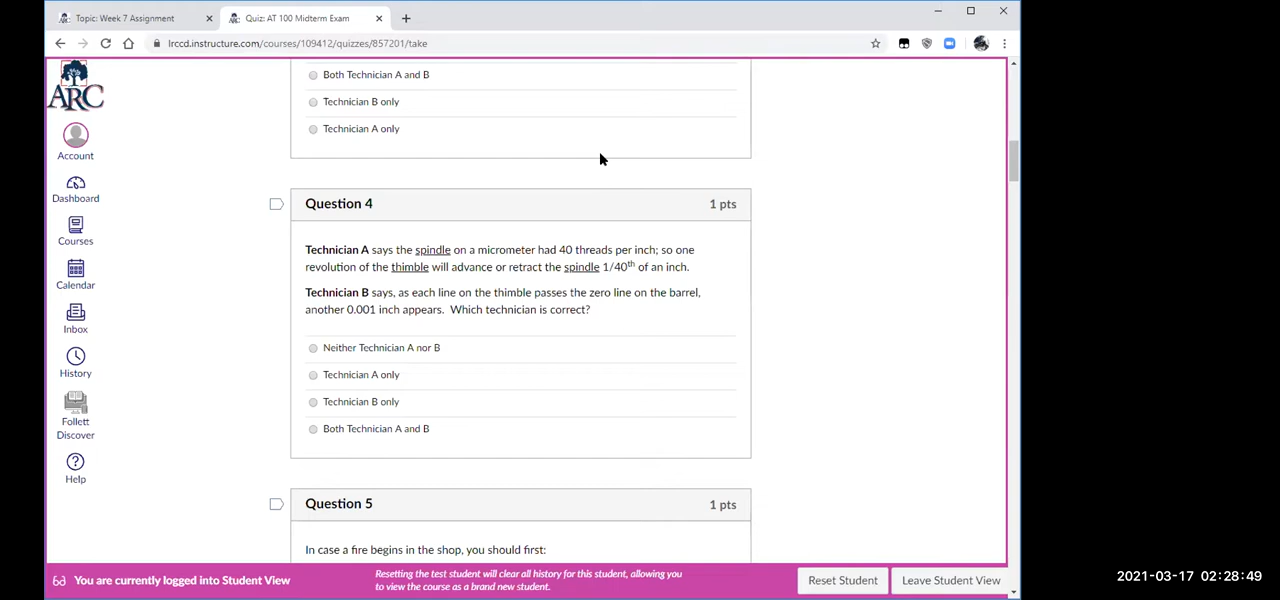 Topic: Week 7 Assignment
Quiz: AT 100 Midterm Exam
lrccd.instructure.com/courses/109412/quizzes/857201/take
ARC
Account
Dashboard
Courses
Calendar
Inbox
History
Follett
Discover
Help
Both Technician A and B
Technician B only
Technician A only
Question 4
1 pts
Technician A says the spindle on a micrometer had 40 threads per inch; so one
revolution of the thimble will advance or retract the spindle 1/40th of an inch.
Technician B says, as each line on the thimble passes the zero line on the barrel,
another 0.001 inch appears. Which technician is correct?
Neither Technician A nor B
Technician A only
Technician B only
Both Technician A and B
Question 5
1 pts
In case a fire begins in the shop, you should first:
You are currently logged into Student View
Resetting the test student will clear all history for this student, allowing you
to view the course as a brand new student.
Reset Student
Leave Student View
2021-03-17 02:28:49